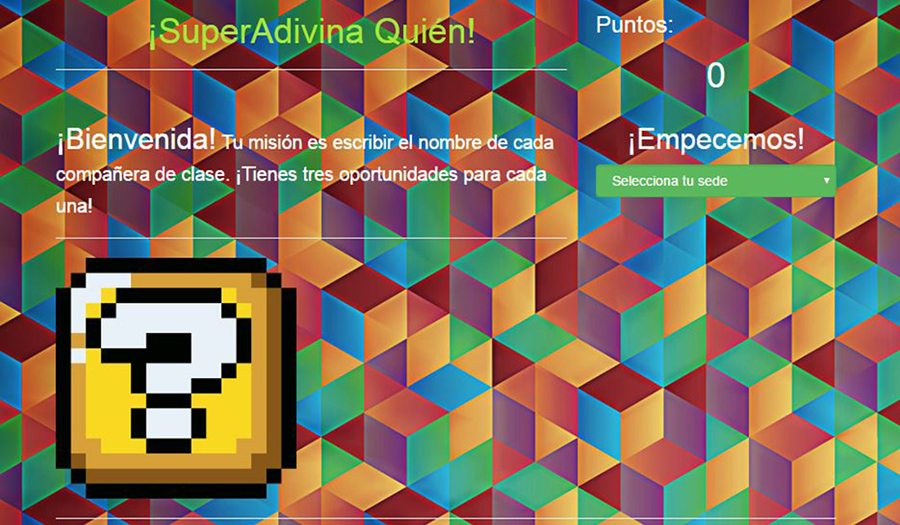 ¡SuperAdivina Quién!
¡Bienvenida! Tu misión es escribir el nombre de cada
compañera de clase. ¡Tienes tres oportunidades para cada
una!
Puntos:
0
¡Empecemos!
Selecciona tu sede